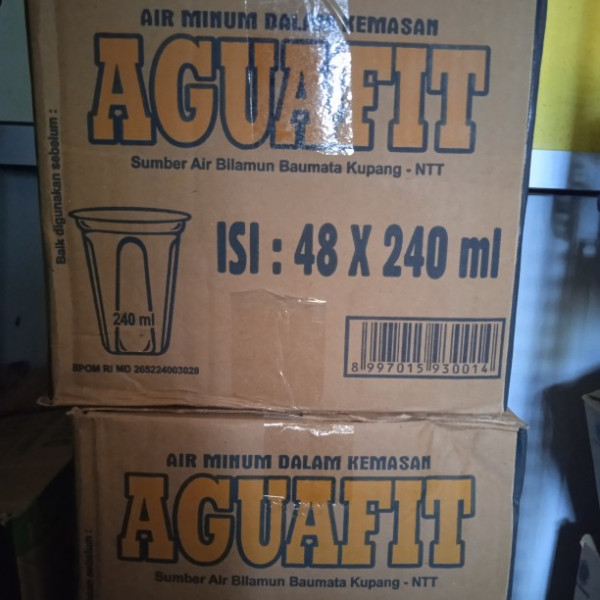 AIR MINUM DALAM KEMASAN
AGUAFIT
Sumber Air Bilamun Baumata Kupang - NTT
Baik digunakan sebelum :
ISI : 48 X 240 ml
240 ml
BPOM RI MD 265224003028
8 997015 930014
AIR MINUM DALAM KEMASAN
AGUAFIT
Sumber Air Bilamun Baumata Kupang - NTT